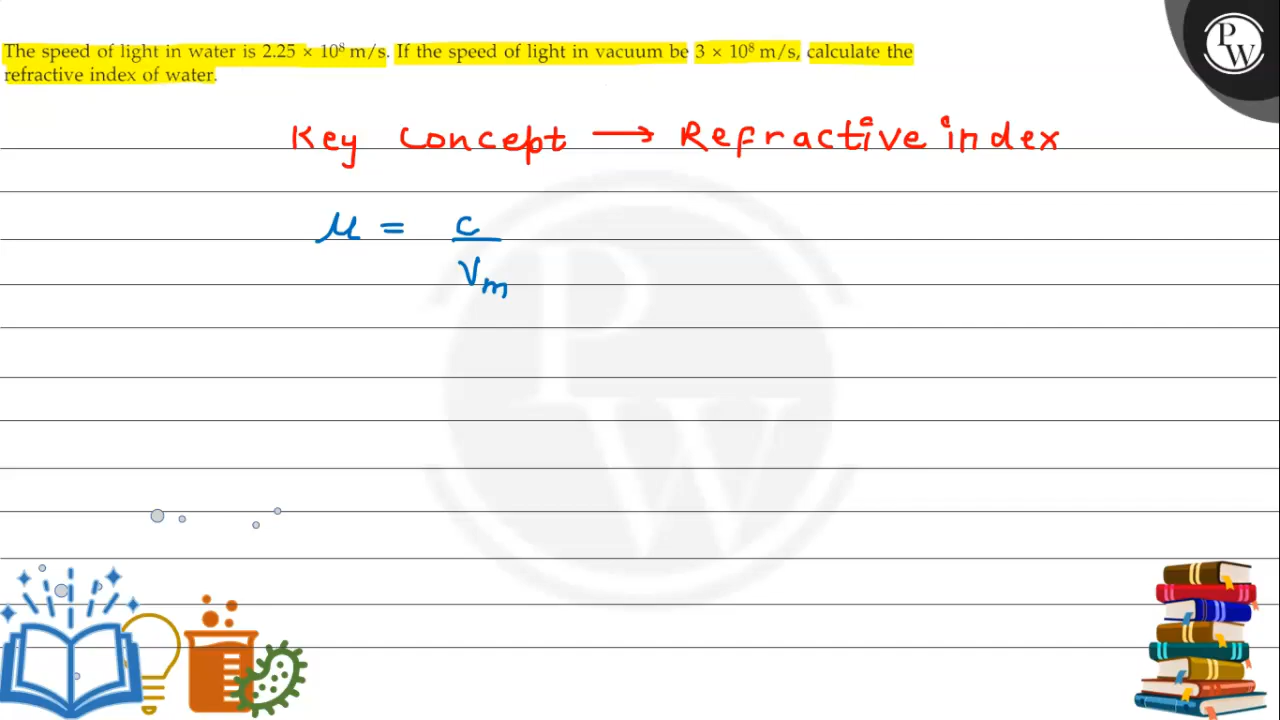 The speed of light in water is 2.25 × 10⁸ m/s. If the speed of light in vacuum be 3 × 10⁸ m/s, calculate the
refractive index of water.
PW
Key Concept → Refractive index
μ = c/Vm
PW